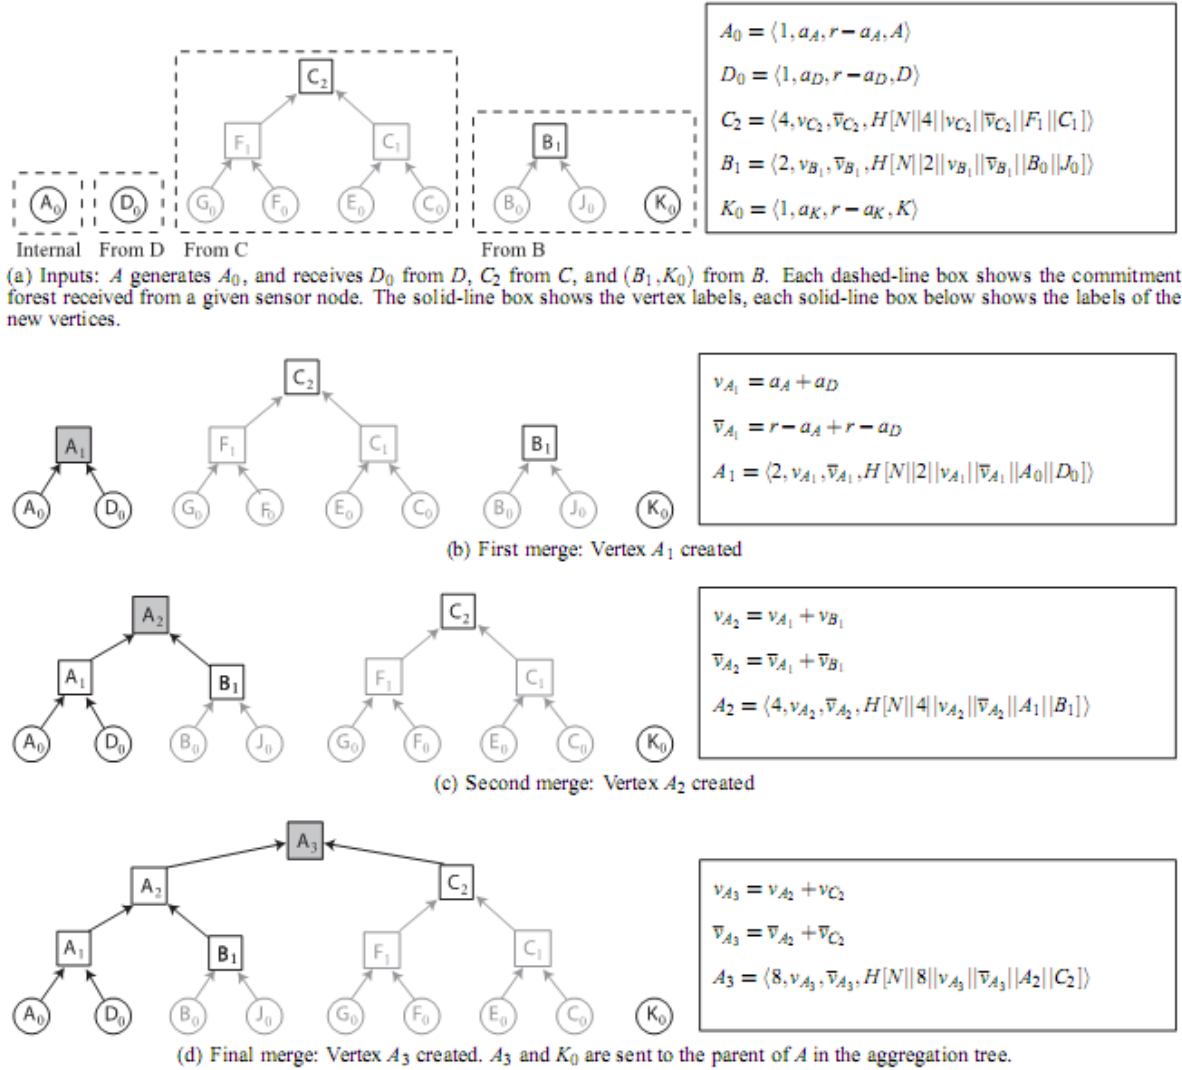 C₂
F₁ C₁
B₁
A₀ D₀ G₀ F₀ E₀ C₀ B₀ J₀ K₀
Internal From D From C From B
A₀ = ⟨1, a_A, r − a_A, A⟩
D₀ = ⟨1, a_D, r − a_D, D⟩
C₂ = ⟨4, v_C₂, v̅_C₂, H[N||4||v_C₂||v̅_C₂||F₁||C₁]⟩
B₁ = ⟨2, v_B₁, v̅_B₁, H[N||2||v_B₁||v̅_B₁||B₀||J₀]⟩
K₀ = ⟨1, a_K, r − a_K, K⟩
(a) Inputs: A generates A₀, and receives D₀ from D, C₂ from C, and (B₁,K₀) from B. Each dashed-line box shows the commitment
forest received from a given sensor node. The solid-line box shows the vertex labels, each solid-line box below shows the labels of the
new vertices.
C₂
A₁ F₁ C₁ B₁
A₀ D₀ G₀ F₀ E₀ C₀ B₀ J₀ K₀
v_A₁ = a_A + a_D
v̅_A₁ = r − a_A + r − a_D
A₁ = ⟨2, v_A₁, v̅_A₁, H[N||2||v_A₁||v̅_A₁||A₀||D₀]⟩
(b) First merge: Vertex A₁ created
A₂ C₂
A₁ B₁ F₁ C₁
A₀ D₀ B₀ J₀ G₀ F₀ E₀ C₀ K₀
v_A₂ = v_A₁ + v_B₁
v̅_A₂ = v̅_A₁ + v̅_B₁
A₂ = ⟨4, v_A₂, v̅_A₂, H[N||4||v_A₂||v̅_A₂||A₁||B₁]⟩
(c) Second merge: Vertex A₂ created
A₃
A₂ C₂
A₁ B₁ F₁ C₁
A₀ D₀ B₀ J₀ G₀ F₀ E₀ C₀ K₀
v_A₃ = v_A₂ + v_C₂
v̅_A₃ = v̅_A₂ + v̅_C₂
A₃ = ⟨8, v_A₃, v̅_A₃, H[N||8||v_A₃||v̅_A₃||A₂||C₂]⟩
(d) Final merge: Vertex A₃ created. A₃ and K₀ are sent to the parent of A in the aggregation tree.